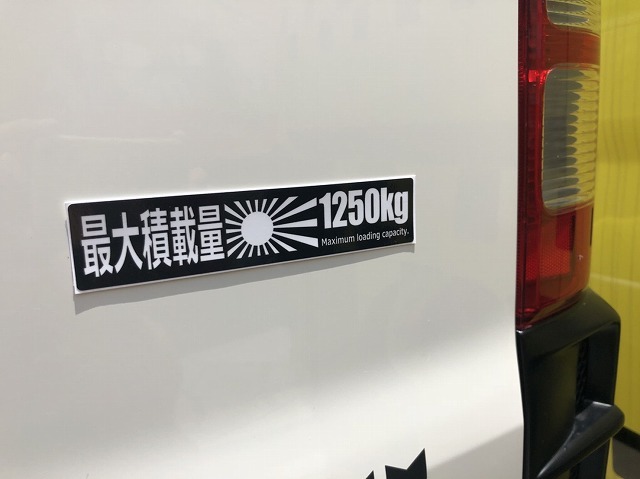 最大積載量 1250kg
Maximum loading capacity.